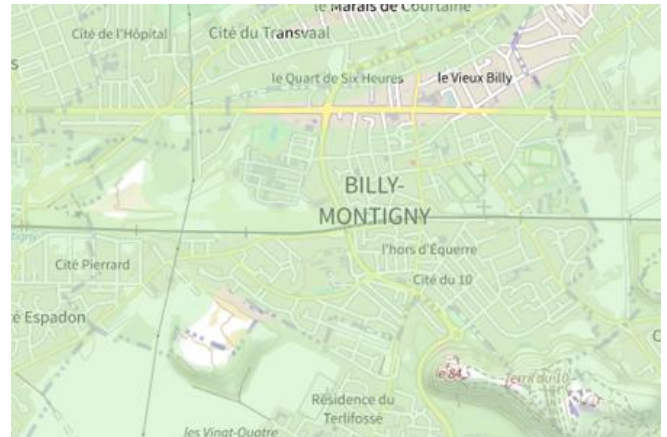 le Marais de Courtaine
Cité de l'Hôpital
Cité du Transvaal
le Quart de Six Heures
le Vieux Billy
BILLY-
MONTIGNY
l'hors d'Équerre
Cité Pierrard
Cité du 10
Espadon
le 84
Terril du 10
Résidence du
Terlifossé
les Vingt-Quatre